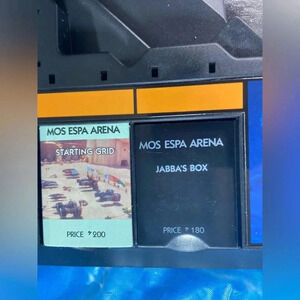 MOS ESPA ARENA
STARTING GRID
PRICE 200
MOS ESPA ARENA
JABBA'S BOX
PRICE 180